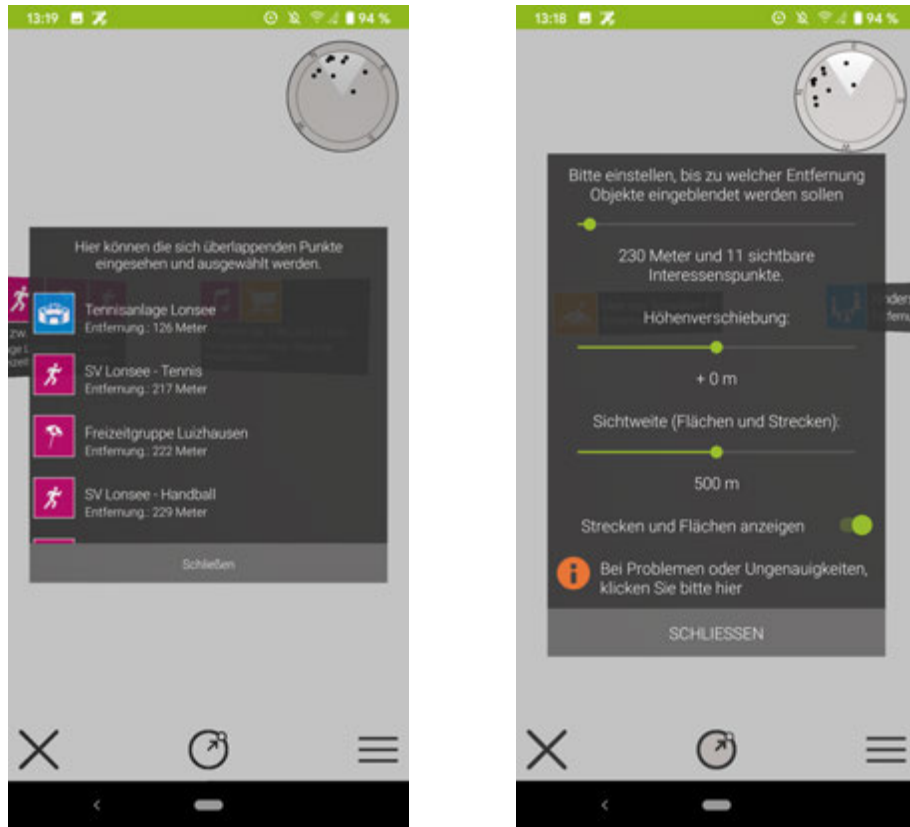 13:19
94 %
Hier können die sich überlappenden Punkte
eingesehen und ausgewählt werden.
Tennisanlage Lonsee
Entfernung.: 126 Meter
SV Lonsee - Tennis
Entfernung.: 217 Meter
Freizeitgruppe Luizhausen
Entfernung.: 222 Meter
SV Lonsee - Handball
Entfernung.: 229 Meter
Schließen
13:18
94 %
Bitte einstellen, bis zu welcher Entfernung
Objekte eingeblendet werden sollen
230 Meter und 11 sichtbare
Interessenspunkte.
Höhenverschiebung:
+ 0 m
Sichtweite (Flächen und Strecken):
500 m
Strecken und Flächen anzeigen
Bei Problemen oder Ungenauigkeiten,
klicken Sie bitte hier
SCHLIESSEN